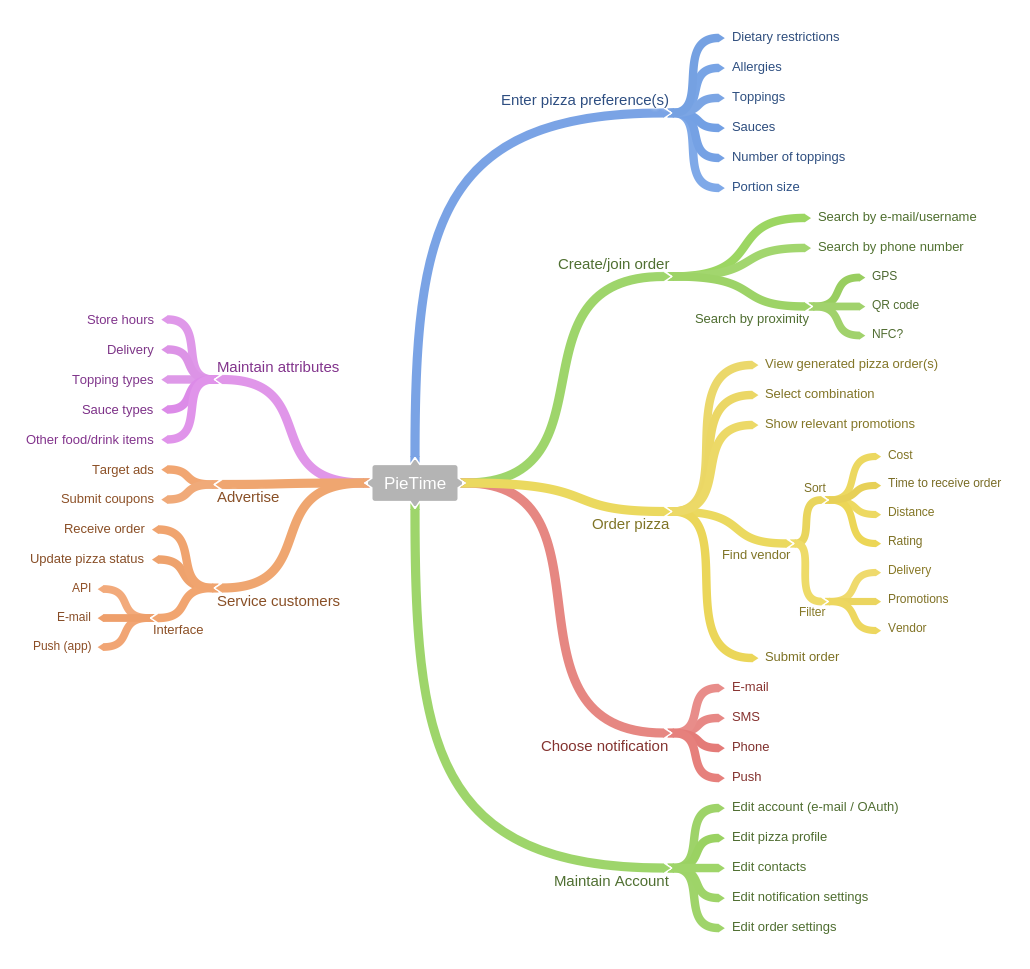 PieTime
Enter pizza preference(s)
Dietary restrictions
Allergies
Toppings
Sauces
Number of toppings
Portion size
Create/join order
Search by e-mail/username
Search by phone number
Search by proximity
GPS
QR code
NFC?
Order pizza
View generated pizza order(s)
Select combination
Show relevant promotions
Find vendor
Sort
Cost
Time to receive order
Distance
Rating
Filter
Delivery
Promotions
Vendor
Submit order
Choose notification
E-mail
SMS
Phone
Push
Maintain Account
Edit account (e-mail / OAuth)
Edit pizza profile
Edit contacts
Edit notification settings
Edit order settings
Maintain attributes
Store hours
Delivery
Topping types
Sauce types
Other food/drink items
Advertise
Target ads
Submit coupons
Service customers
Receive order
Update pizza status
Interface
API
E-mail
Push (app)